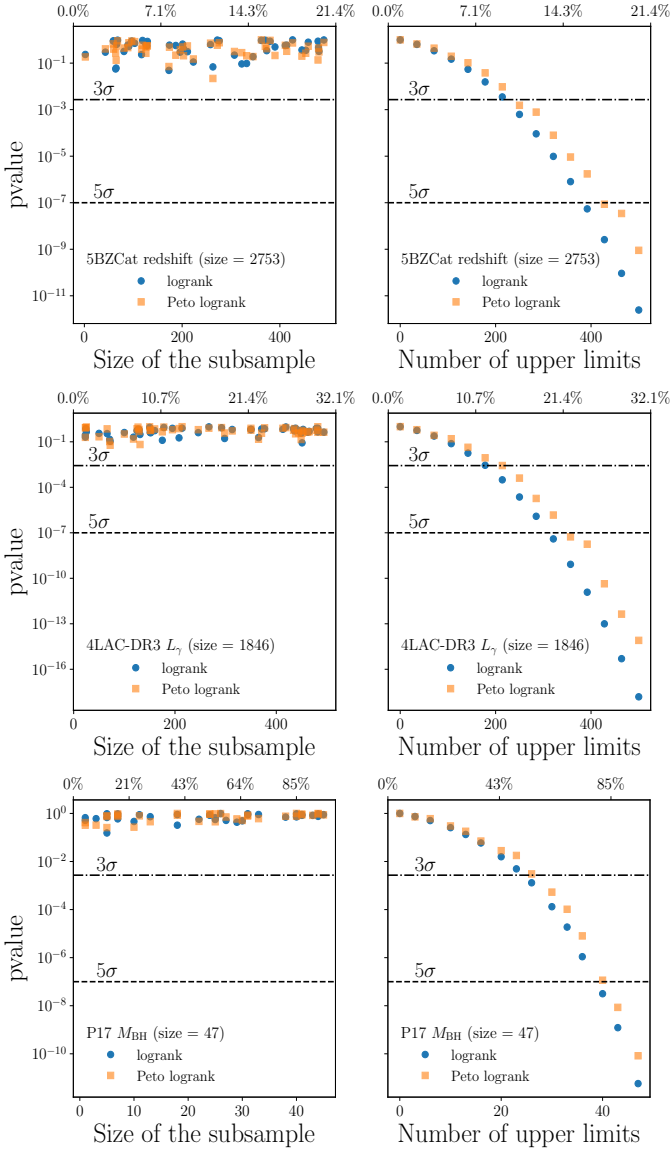 0.0% 7.1% 14.3% 21.4%
0.0% 7.1% 14.3% 21.4%
pvalue
10⁻¹
10⁻³
10⁻⁵
10⁻⁷
10⁻⁹
10⁻¹¹
3σ
5σ
5BZCat redshift (size = 2753)
logrank
Peto logrank
0 200 400
Size of the subsample
3σ
5σ
5BZCat redshift (size = 2753)
logrank
Peto logrank
0 200 400
Number of upper limits
0.0% 10.7% 21.4% 32.1%
0.0% 10.7% 21.4% 32.1%
pvalue
10⁻¹
10⁻⁴
10⁻⁷
10⁻¹⁰
10⁻¹³
10⁻¹⁶
3σ
5σ
4LAC-DR3 Lγ (size = 1846)
logrank
Peto logrank
0 200 400
Size of the subsample
3σ
5σ
4LAC-DR3 Lγ (size = 1846)
logrank
Peto logrank
0 200 400
Number of upper limits
0% 21% 43% 64% 85%
0% 43% 85%
pvalue
10⁰
10⁻²
10⁻⁴
10⁻⁶
10⁻⁸
10⁻¹⁰
3σ
5σ
P17 M_BH (size = 47)
logrank
Peto logrank
0 10 20 30 40
Size of the subsample
3σ
5σ
P17 M_BH (size = 47)
logrank
Peto logrank
0 20 40
Number of upper limits